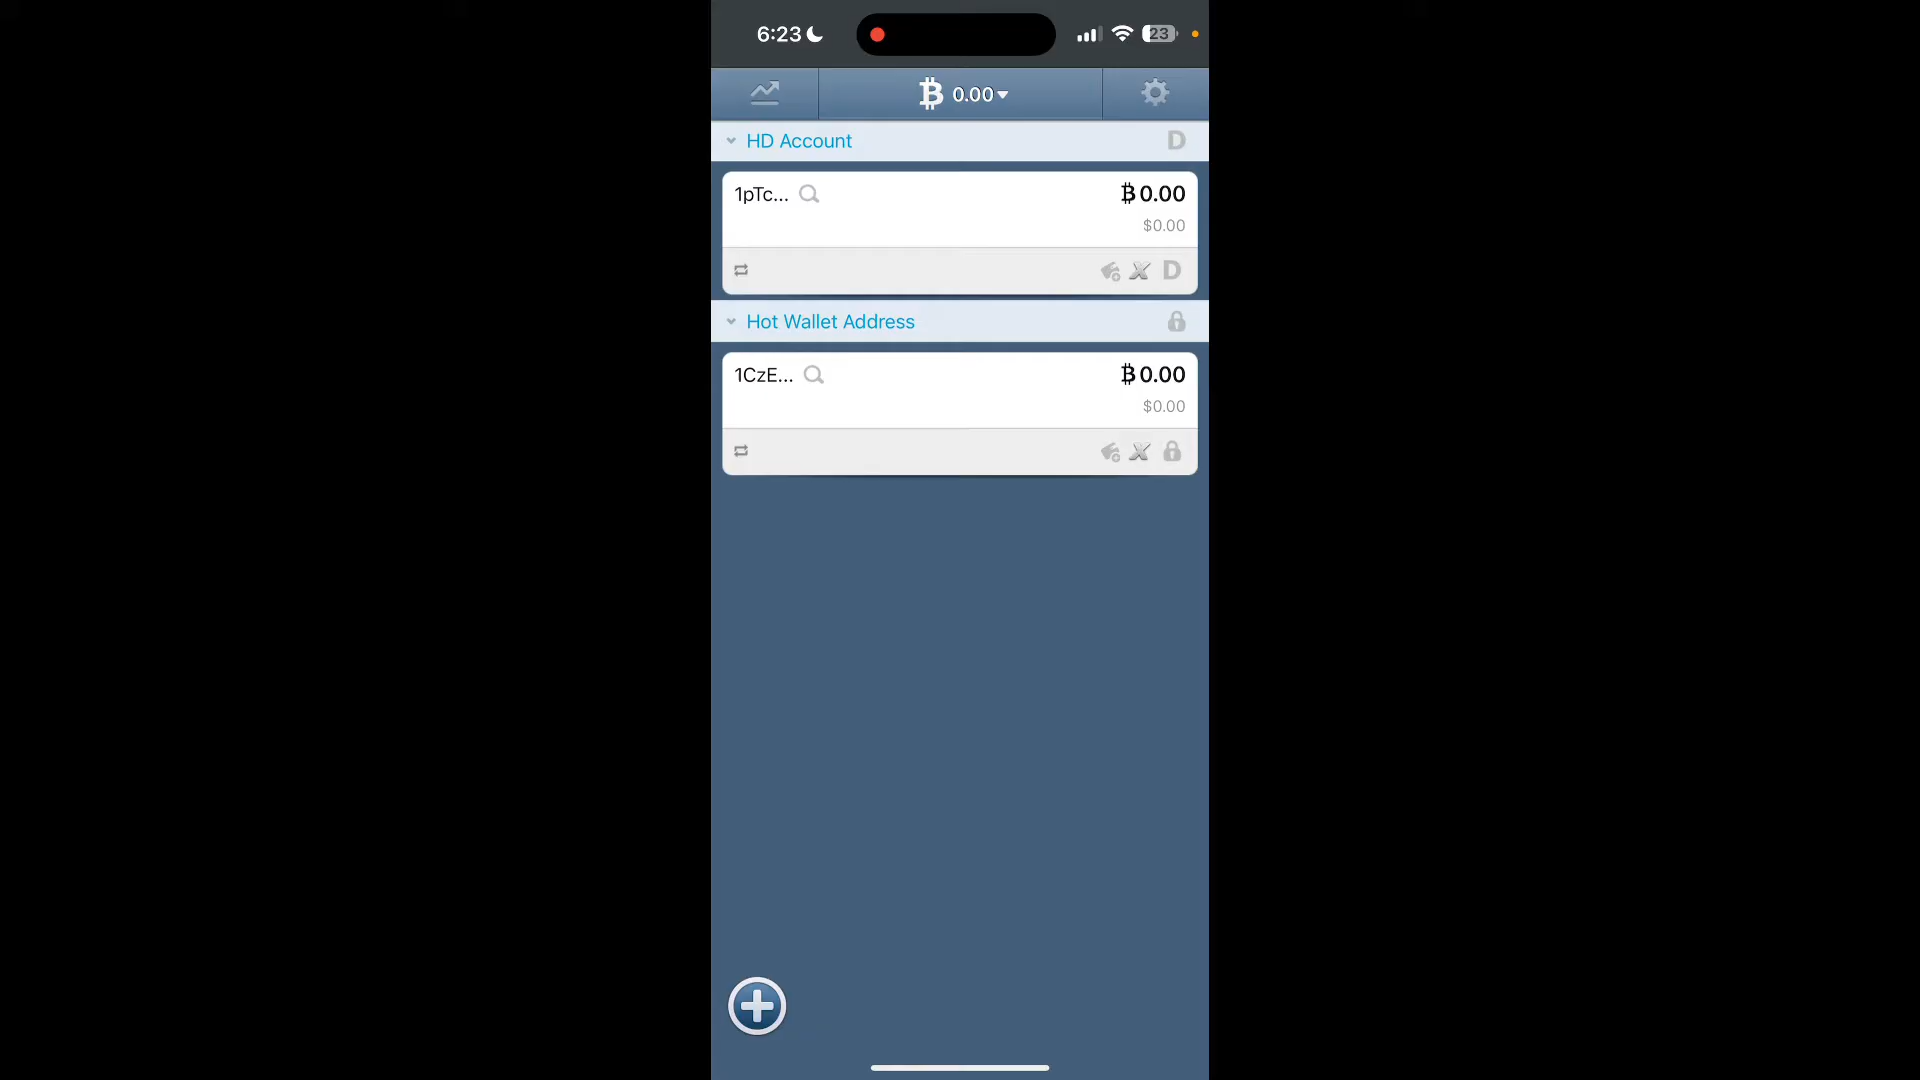 6:23 23
₿ 0.00
HD Account D
1pTc... ₿0.00
$0.00
X D
Hot Wallet Address
1CzE... ₿0.00
$0.00
X